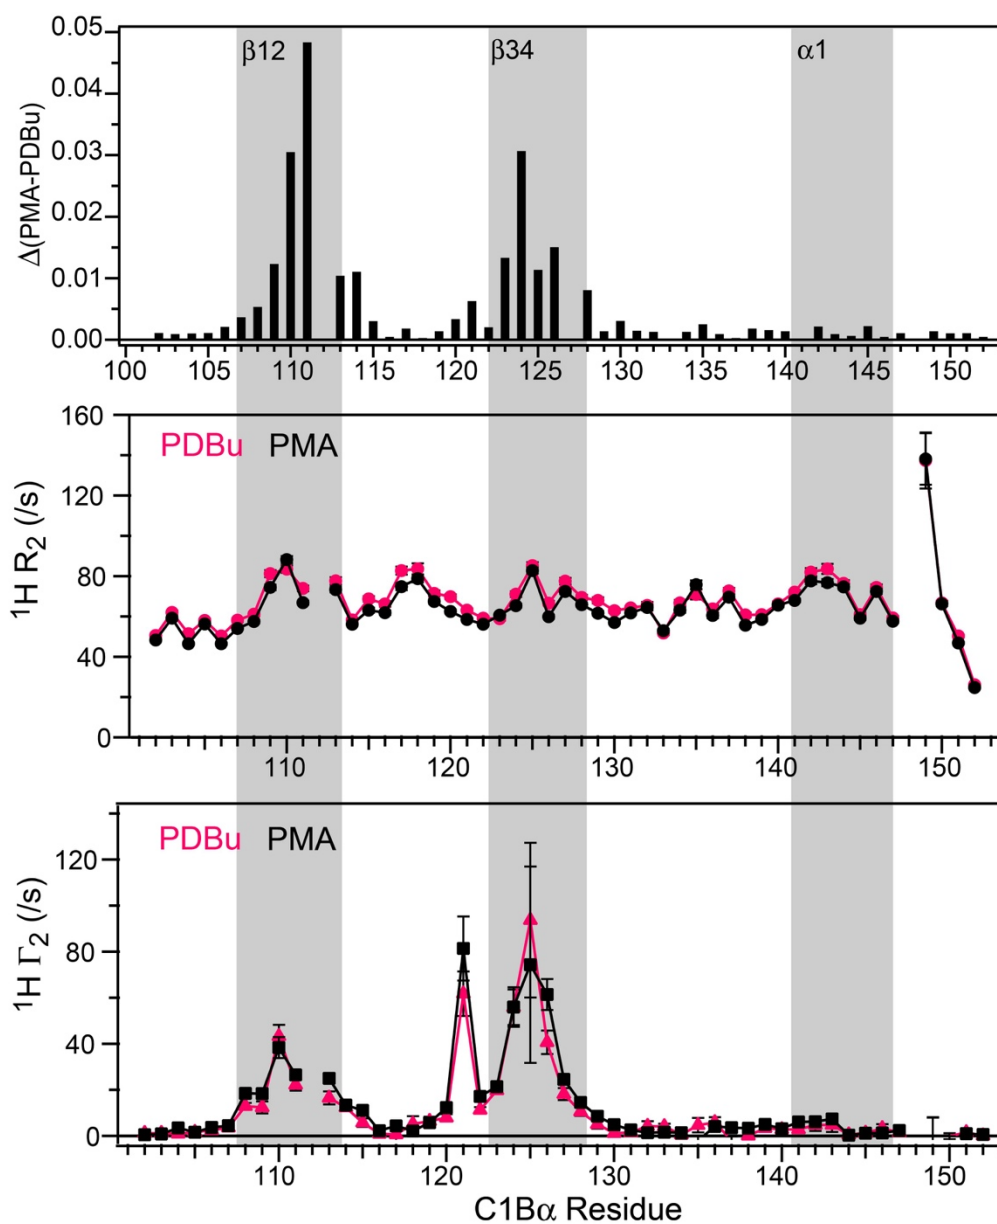 β12 β34 α1
Δ(PMA-PDBu)
0.05
0.04
0.03
0.02
0.01
0.00
100 105 110 115 120 125 130 135 140 145 150
PDBu PMA
¹H R₂ (/s)
160
120
80
40
0
110 120 130 140 150
PDBu PMA
¹H Γ₂ (/s)
120
80
40
0
110 120 130 140 150
C1Bα Residue